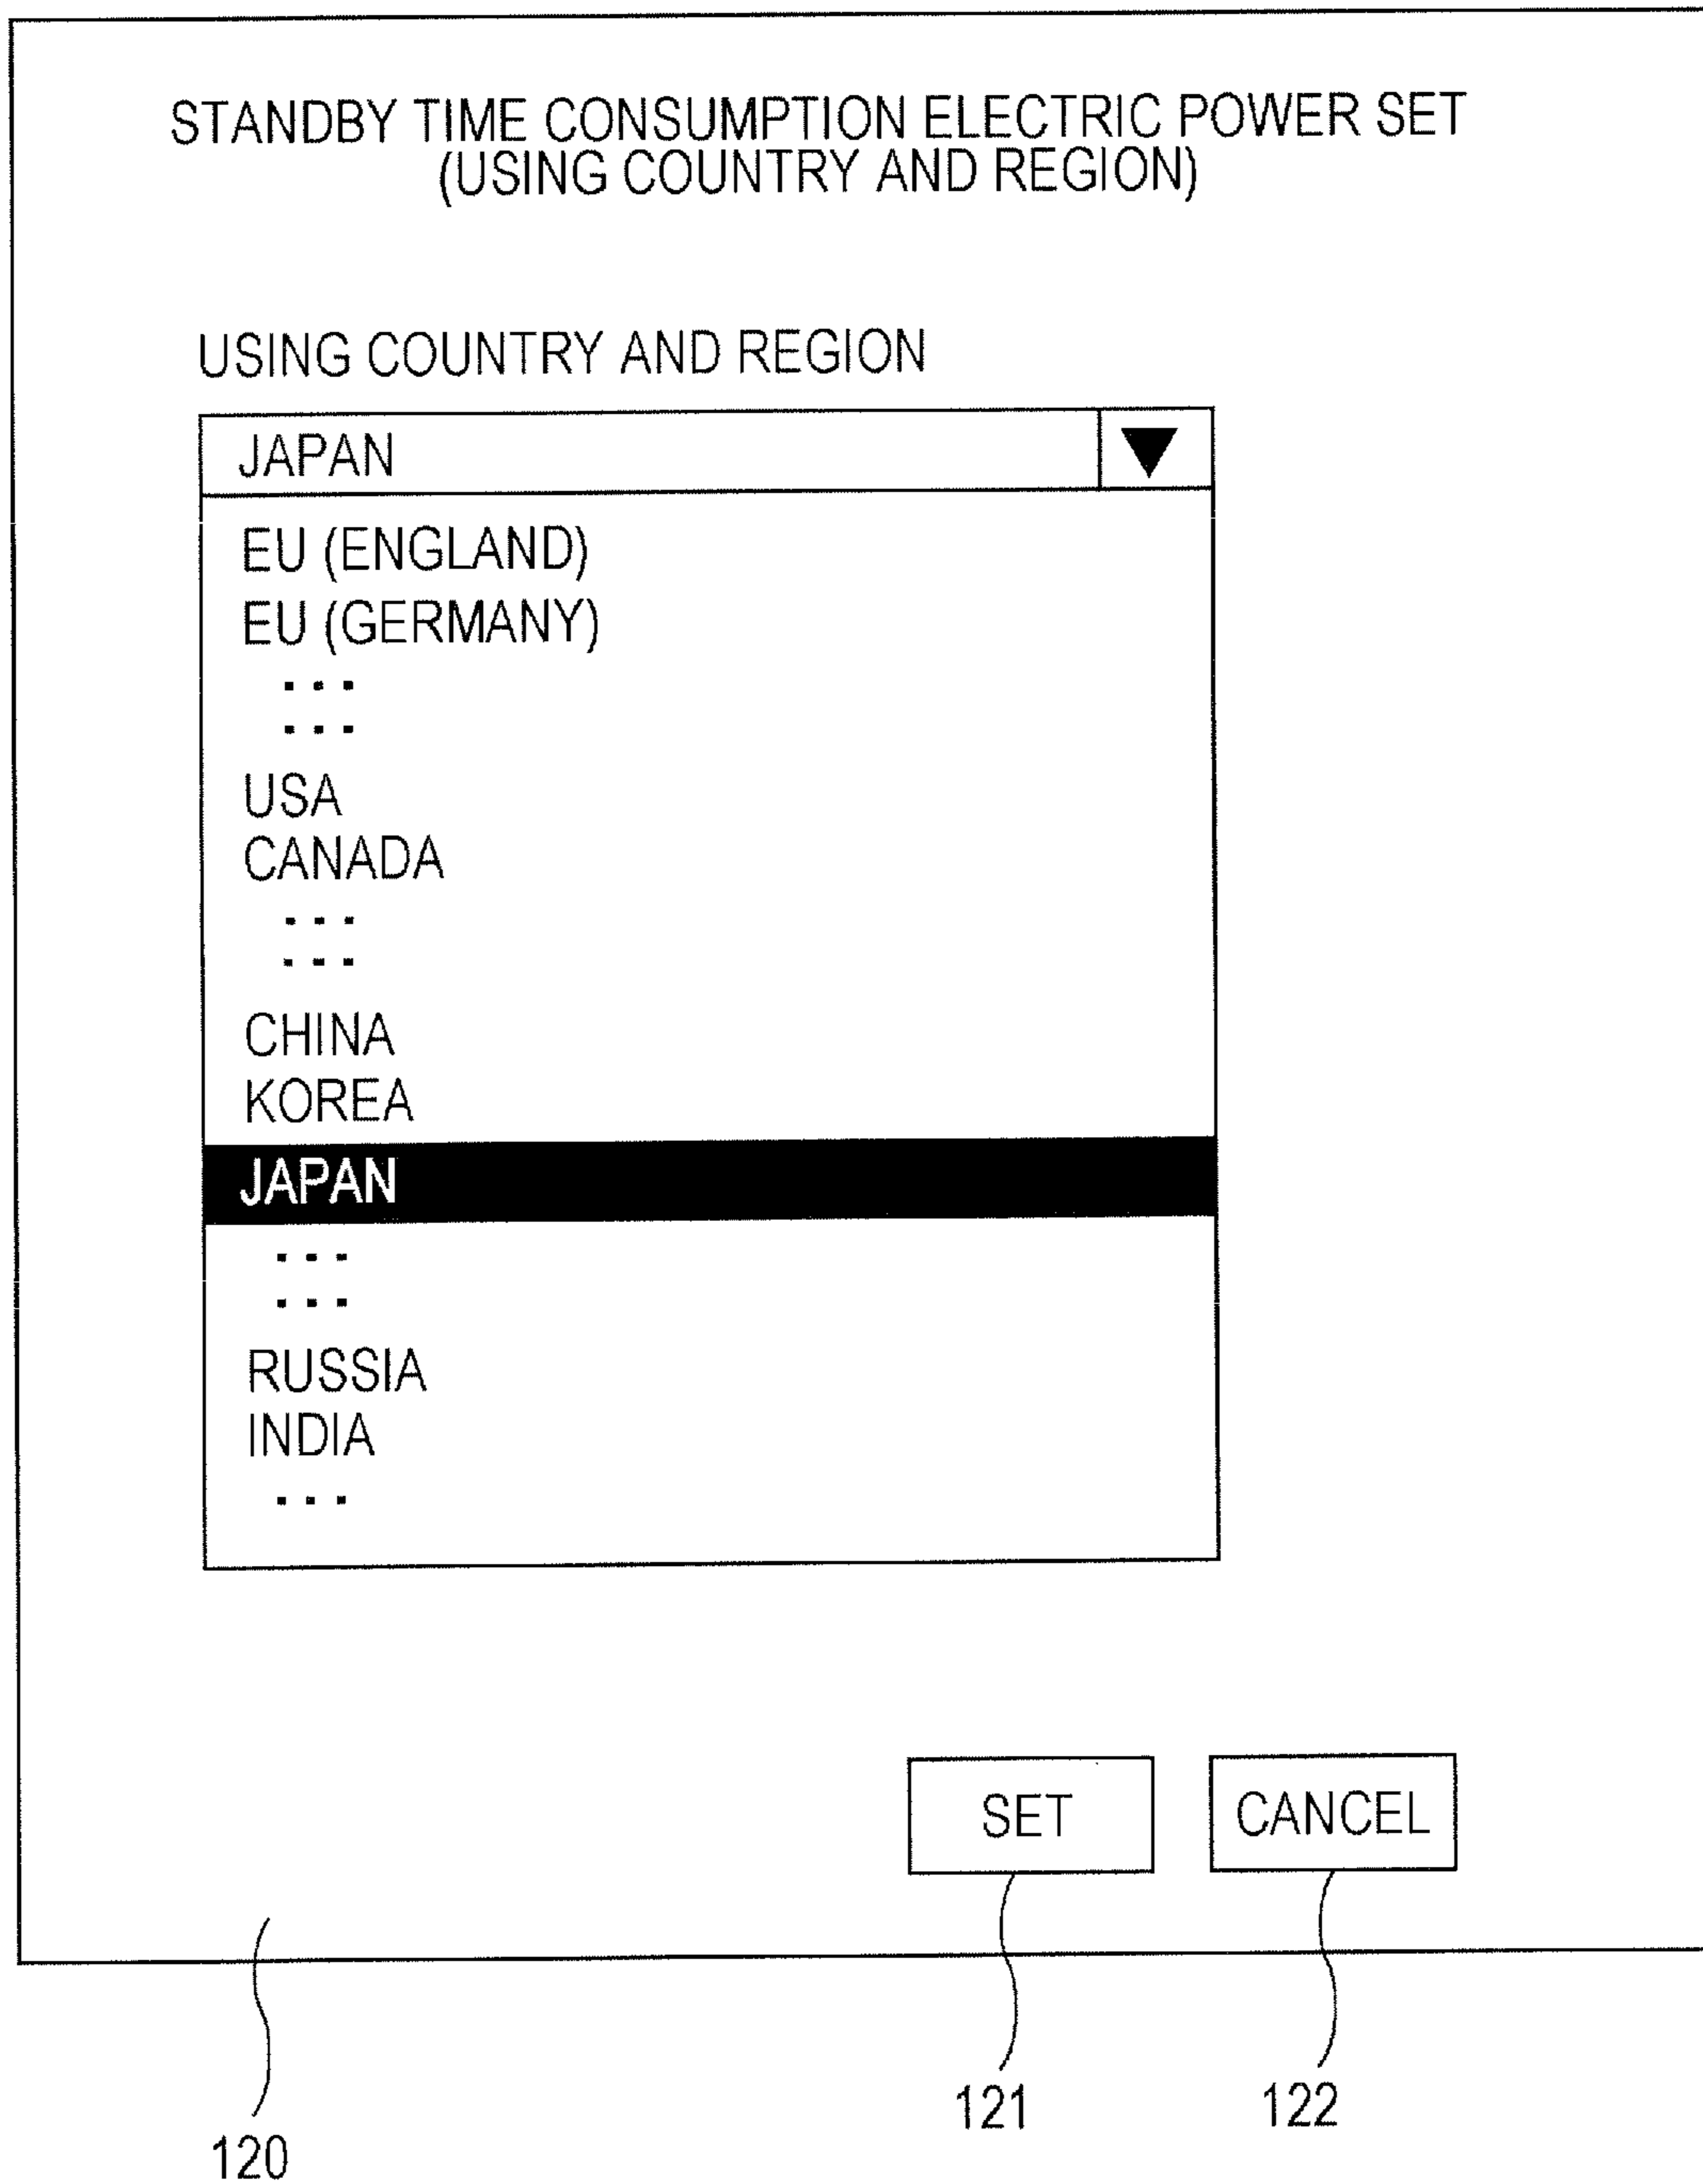 STANDBY TIME CONSUMPTION ELECTRIC POWER SET
(USING COUNTRY AND REGION)
USING COUNTRY AND REGION
JAPAN
EU (ENGLAND)
EU (GERMANY)
...
...
USA
CANADA
...
...
CHINA
KOREA
JAPAN
...
...
RUSSIA
INDIA
...
SET
CANCEL
121
122
120